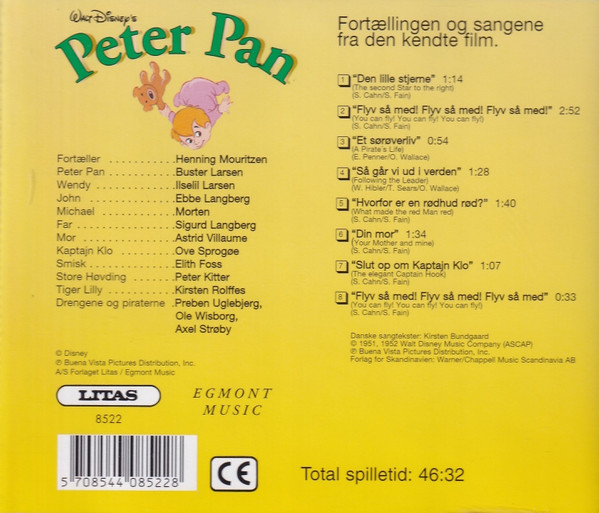 Walt Disney's
Peter Pan
Fortæller . . . . . . . . . . . Henning Mouritzen
Peter Pan . . . . . . . . . . Buster Larsen
Wendy . . . . . . . . . . . . Ilselil Larsen
John . . . . . . . . . . . . . . Ebbe Langberg
Michael . . . . . . . . . . . Morten
Far . . . . . . . . . . . . . . . Sigurd Langberg
Mor . . . . . . . . . . . . . . Astrid Villaume
Kaptajn Klo . . . . . . . . . Ove Sprogøe
Smisk . . . . . . . . . . . . . Elith Foss
Store Høvding . . . . . . . Peter Kitter
Tiger Lilly . . . . . . . . . . Kirsten Rolffes
Drengene og piraterne . Preben Uglebjerg,
Ole Wisborg,
Axel Strøby
© Disney
℗ Buena Vista Pictures Distribution, Inc.
A/S Forlaget Litas / Egmont Music
LITAS
8522
EGMONT
MUSIC
5 708544 085228
CE
Fortællingen og sangene
fra den kendte film.
1 "Den lille stjerne" 1:14
(The second Star to the right)
(S. Cahn/S. Fain)
2 "Flyv så med! Flyv så med! Flyv så med!" 2:52
(You can fly! You can fly! You can fly!)
(S. Cahn/S. Fain)
3 "Et sørøverliv" 0:54
(A Pirate's Life)
(E. Penner/O. Wallace)
4 "Så går vi ud i verden" 1:28
(Following the Leader)
(W. Hibler/T. Sears/O. Wallace)
5 "Hvorfor er en rødhud rød?" 1:40
(What made the red Man red)
(S. Cahn/S. Fain)
6 "Din mor" 1:34
(Your Mother and mine)
(S. Cahn/S. Fain)
7 "Slut op om Kaptajn Klo" 1:07
(The elegant Captain Hook)
(S. Cahn/S. Fain)
8 "Flyv så med! Flyv så med! Flyv så med" 0:33
(You can fly! You can fly! You can fly!)
(S. Cahn/S. Fain)
Danske sangtekster: Kirsten Bundgaard
© 1951, 1952 Walt Disney Music Company (ASCAP)
℗ Buena Vista Pictures Distribution, Inc.
Forlag for Skandinavien: Warner/Chappell Music Scandinavia AB
Total spilletid: 46:32